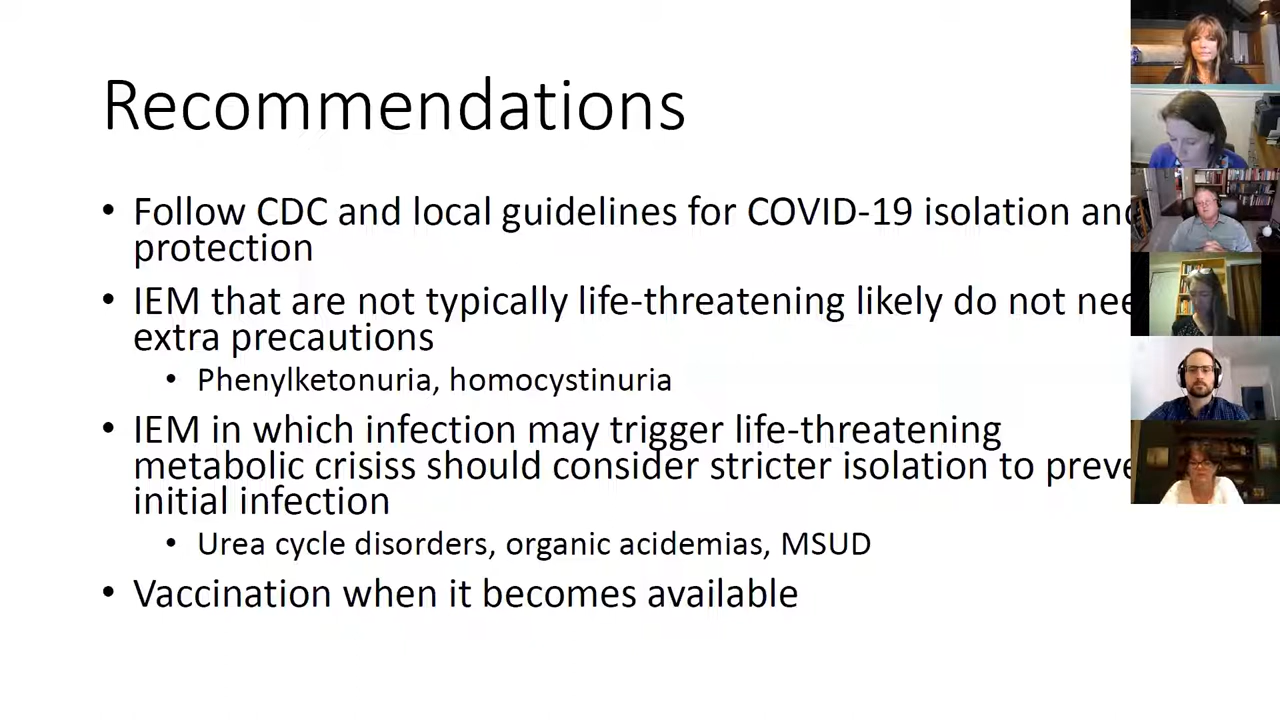 Recommendations
• Follow CDC and local guidelines for COVID-19 isolation and
protection
• IEM that are not typically life-threatening likely do not
extra precautions
• Phenylketonuria, homocystinuria
• IEM in which infection may trigger life-threatening
metabolic crisiss should consider stricter isolation to
initial infection
• Urea cycle disorders, organic acidemias, MSUD
• Vaccination when it becomes available